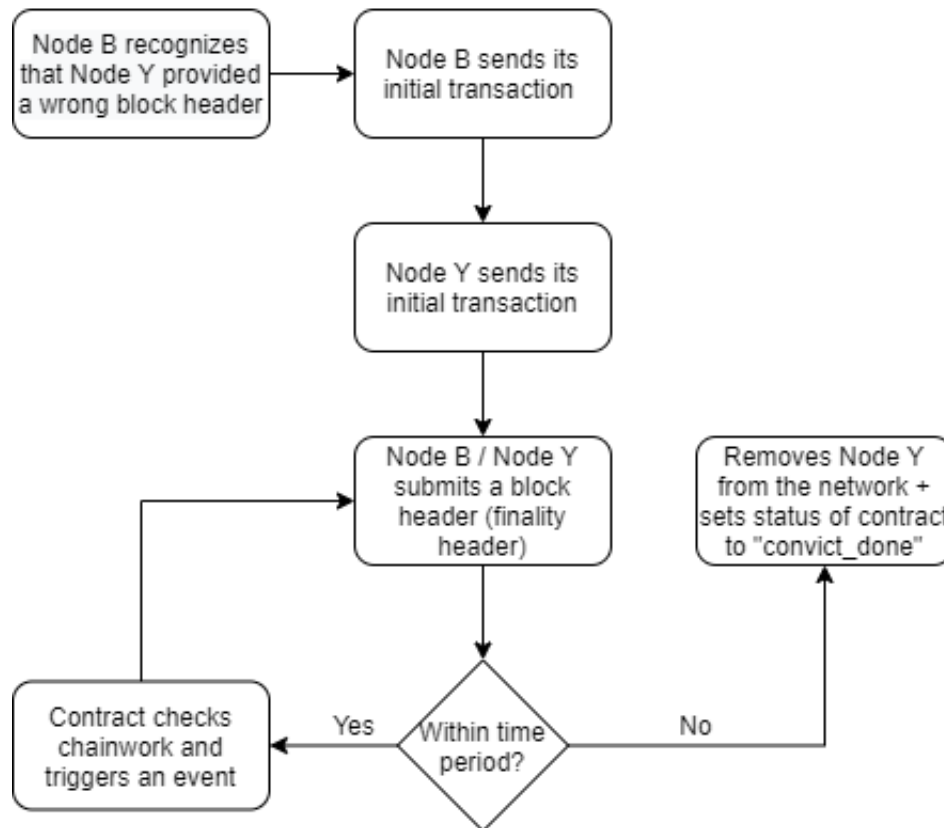 Node B recognizes
that Node Y provided
a wrong block header
Node B sends its
initial transaction
Node Y sends its
initial transaction
Node B / Node Y
submits a block
header (finality
header)
Removes Node Y
from the network +
sets status of contract
to "convict_done"
Within time
period?
Yes
No
Contract checks
chainwork and
triggers an event